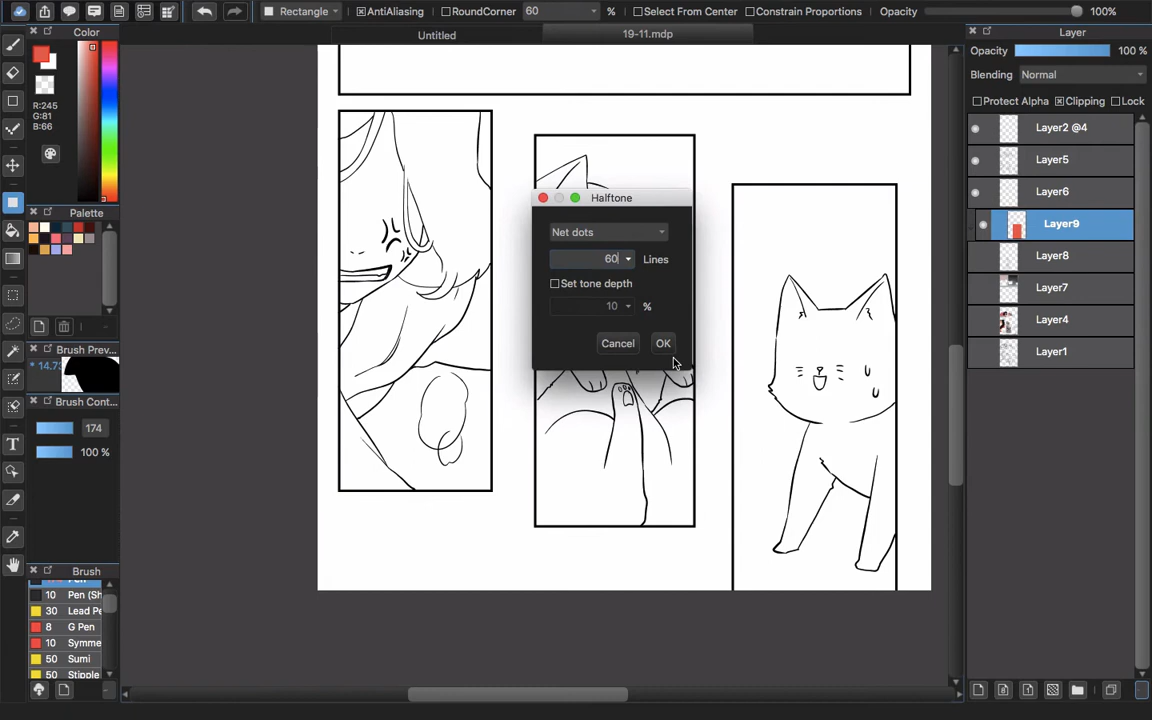 Rectangle
AntiAliasing
RoundCorner
60
%
Select From Center
Constrain Proportions
Opacity
100%
Untitled
19-11.mdp
Color
R:245
G:81
B:66
Palette
Brush Prev...
* 14.73
Brush Cont...
174
100 %
Brush
Pen
10 Pen (Sh
30 Lead Pe
8 G Pen
10 Symme
50 Sumi
50 Stipple
Halftone
Net dots
60
Lines
Set tone depth
10
%
Cancel
OK
Layer
Opacity
100 %
Blending
Normal
Protect Alpha
Clipping
Lock
Layer2 @4
Layer5
Layer6
Layer9
Layer8
Layer7
Layer4
Layer1